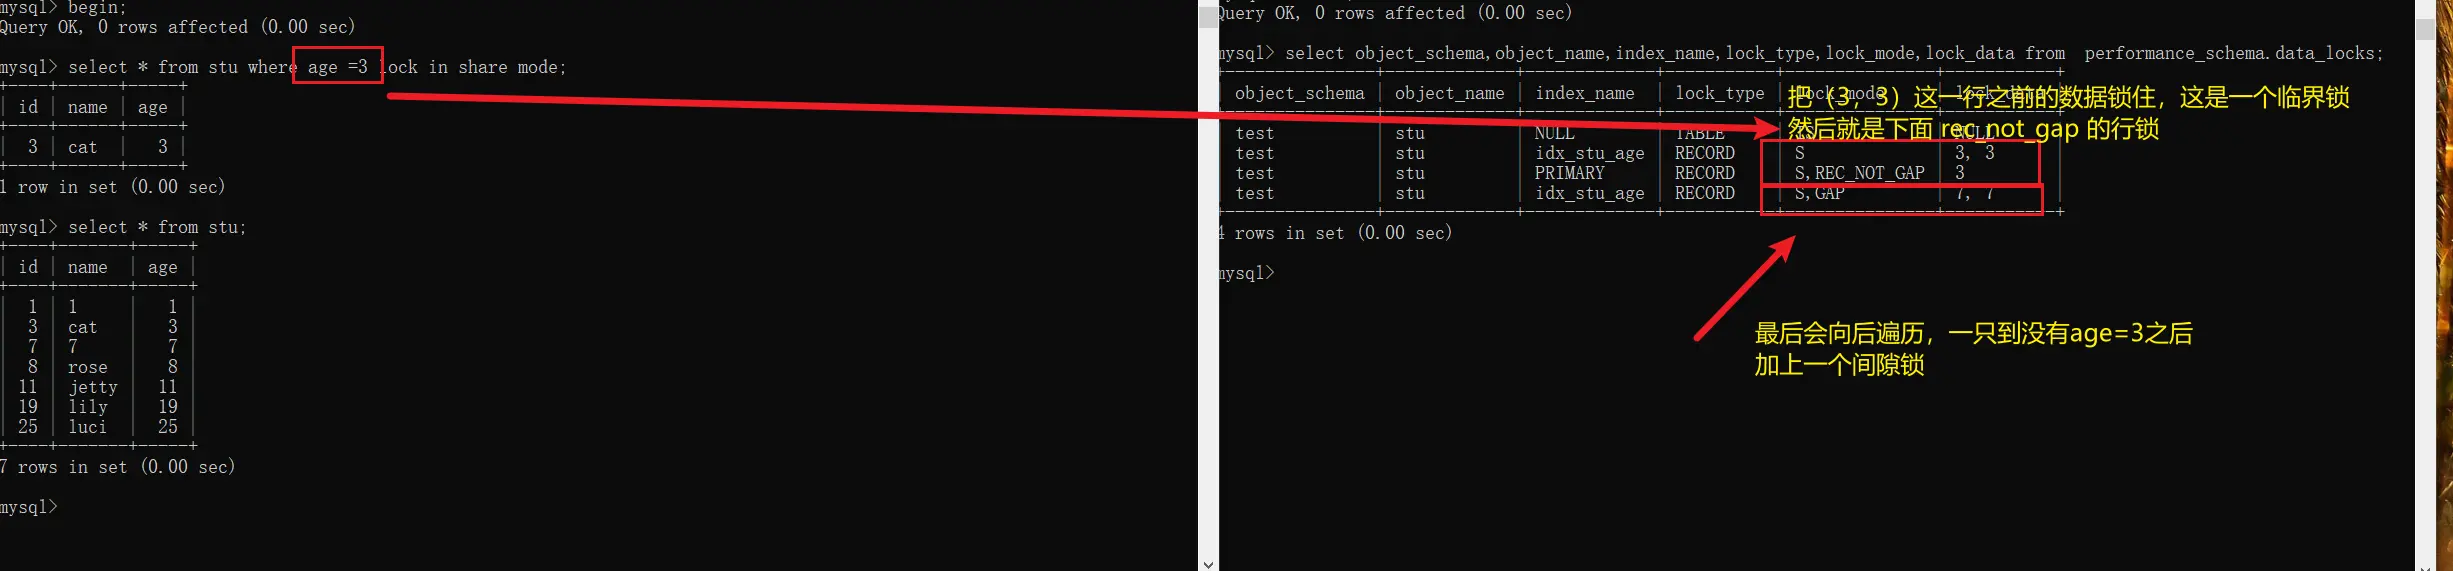 mysql> begin;
Query OK, 0 rows affected (0.00 sec)
mysql> select * from stu where age =3 lock in share mode;
| id | name | age |
| 3 | cat | 3 |
1 row in set (0.00 sec)
mysql> select * from stu;
| id | name | age |
| 1 | 1 | 1 |
| 3 | cat | 3 |
| 7 | 7 | 7 |
| 8 | rose | 8 |
| 11 | jetty | 11 |
| 19 | lily | 19 |
| 25 | luci | 25 |
7 rows in set (0.00 sec)
mysql>
Query OK, 0 rows affected (0.00 sec)
mysql> select object_schema,object_name,index_name,lock_type,lock_mode,lock_data from performance_schema.data_locks;
| object_schema | object_name | index_name | lock_type | lock_mode
把（3，3）这一行之前的数据锁住，这是一个临界锁
| test | stu | NULL | TABLE | NULL
然后就是下面 rec_not_gap 的行锁
| test | stu | idx_stu_age | RECORD | S | 3, 3 |
| test | stu | PRIMARY | RECORD | S,REC_NOT_GAP | 3 |
| test | stu | idx_stu_age | RECORD | S,GAP | 7, 7 |
4 rows in set (0.00 sec)
mysql>
最后会向后遍历，一只到没有age=3之后
加上一个间隙锁